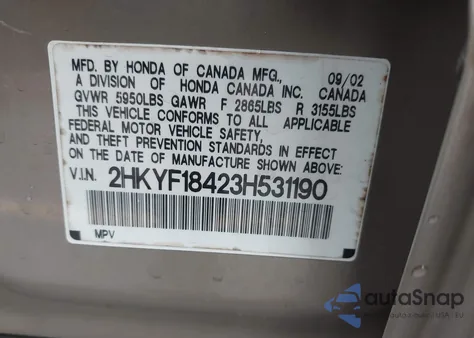 MFD. BY HONDA OF CANADA MFG., 09/02
A DIVISION OF HONDA CANADA INC. CANADA
GVWR 5950LBS GAWR F 2865LBS R 3155LBS
THIS VEHICLE CONFORMS TO ALL APPLICABLE
FEDERAL MOTOR VEHICLE SAFETY,
AND THEFT PREVENTION STANDARDS IN EFFECT
ON THE DATE OF MANUFACTURE SHOWN ABOVE.
V.I.N. 2HKYF18423H531190
MPV
autoSnap